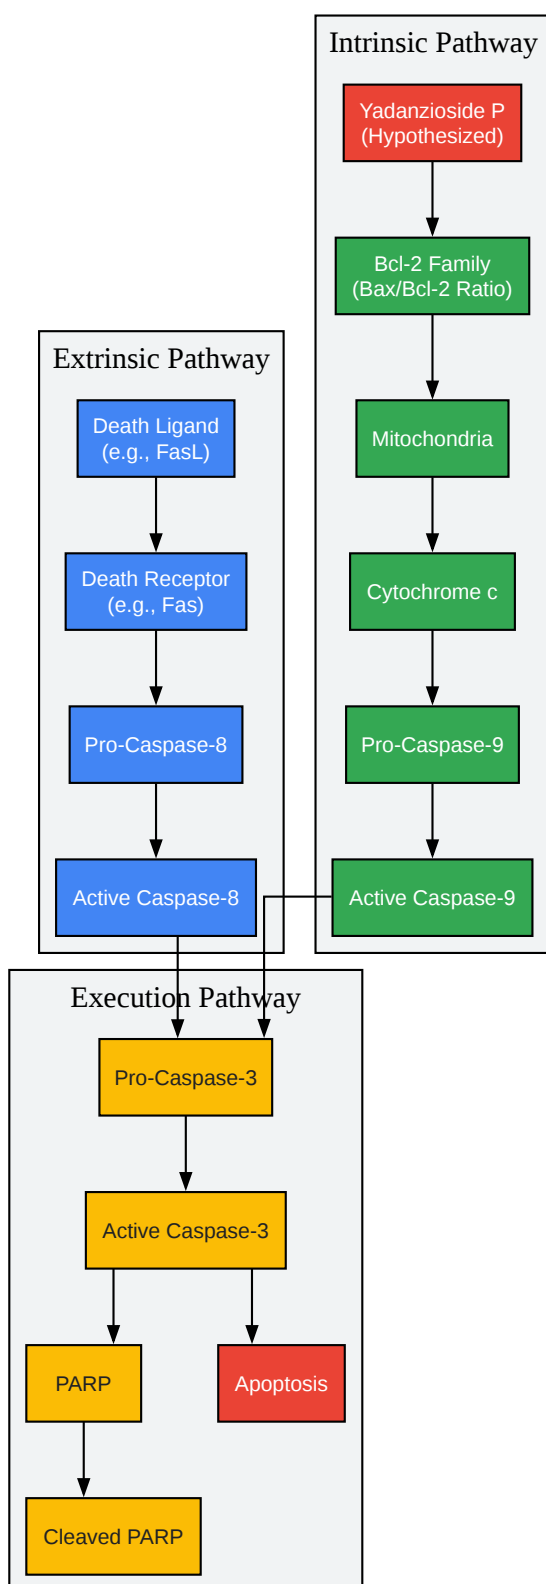 Intrinsic Pathway
Yadanzioside P
(Hypothesized)
Bcl-2 Family
(Bax/Bcl-2 Ratio)
Mitochondria
Cytochrome c
Pro-Caspase-9
Active Caspase-9
Extrinsic Pathway
Death Ligand
(e.g., FasL)
Death Receptor
(e.g., Fas)
Pro-Caspase-8
Active Caspase-8
Execution Pathway
Pro-Caspase-3
Active Caspase-3
PARP
Apoptosis
Cleaved PARP